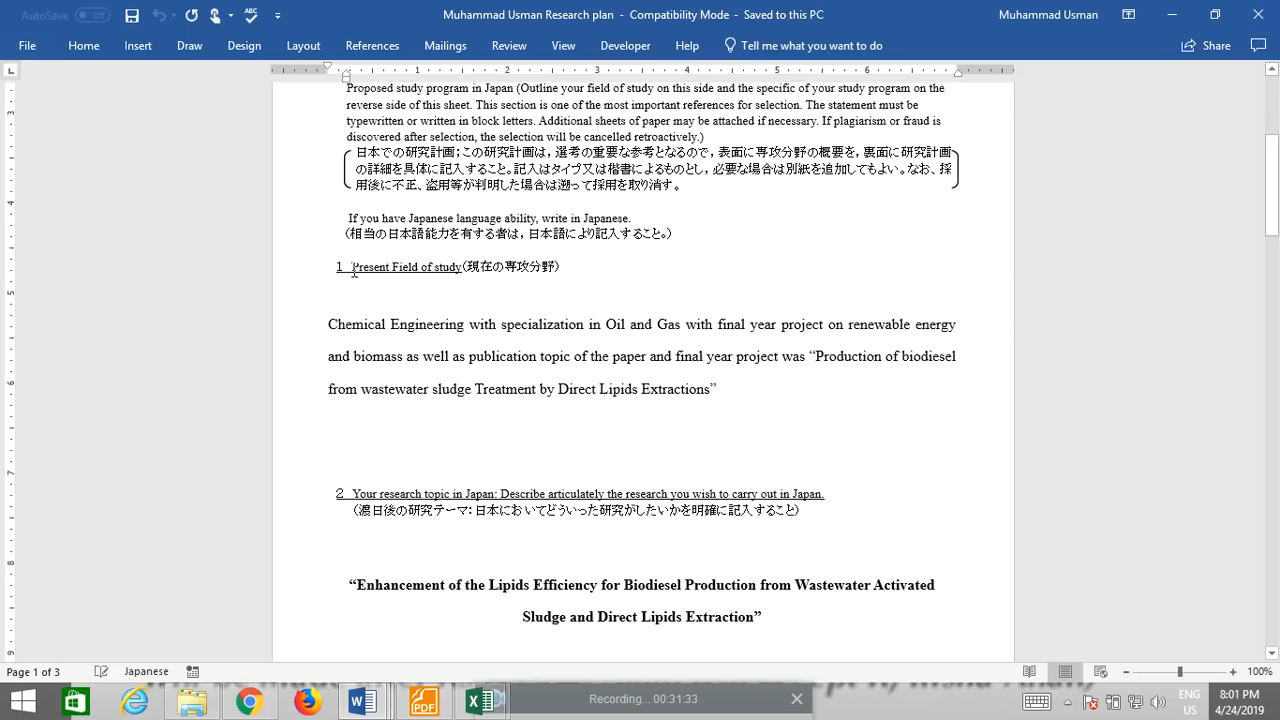 AutoSave Off
Muhammad Usman Research plan - Compatibility Mode - Saved to this PC
Muhammad Usman
File Home Insert Draw Design Layout References Mailings Review View Developer Help Tell me what you want to do Share
1 2 3 4 5 6
Proposed study program in Japan (Outline your field of study on this side and the specific of your study program on the
reverse side of this sheet. This section is one of the most important references for selection. The statement must be
typewritten or written in block letters. Additional sheets of paper may be attached if necessary. If plagiarism or fraud is
discovered after selection, the selection will be cancelled retroactively.)
日本での研究計画；この研究計画は，選考の重要な参考となるので，表面に専攻分野の概要を，裏面に研究計画
の詳細を具体に記入すること。記入はタイプ又は楷書によるものとし，必要な場合は別紙を追加してもよい。なお、採
用後に不正、盗用等が判明した場合は遡って採用を取り消す。
If you have Japanese language ability, write in Japanese.
（相当の日本語能力を有する者は，日本語により記入すること。）
1 Present Field of study（現在の専攻分野）
Chemical Engineering with specialization in Oil and Gas with final year project on renewable energy
and biomass as well as publication topic of the paper and final year project was “Production of biodiesel
from wastewater sludge Treatment by Direct Lipids Extractions”
2 Your research topic in Japan: Describe articulately the research you wish to carry out in Japan.
（渡日後の研究テーマ：日本においてどういった研究がしたいかを明確に記入すること）
“Enhancement of the Lipids Efficiency for Biodiesel Production from Wastewater Activated
Sludge and Direct Lipids Extraction”
3
4
5
6
7
8
9
Page 1 of 3 Japanese 100%
Recording... 00:31:33
ENG 8:01 PM
US 4/24/2019